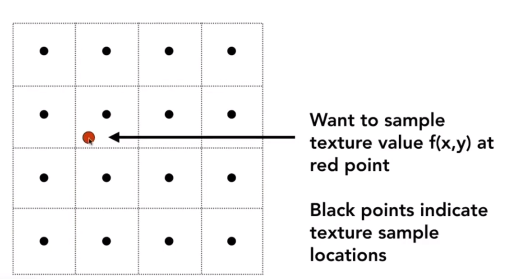 Want to sample
texture value f(x,y) at
red point
Black points indicate
texture sample
locations